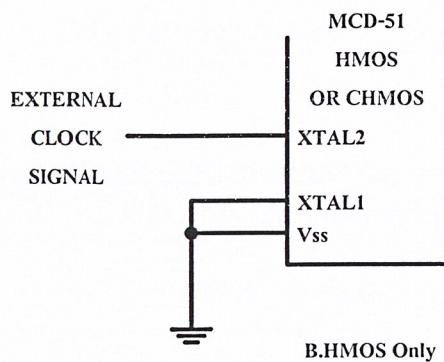 MCD-51
HMOS
OR CHMOS
EXTERNAL
CLOCK
SIGNAL
XTAL2
XTAL1
Vss
B.HMOS Only